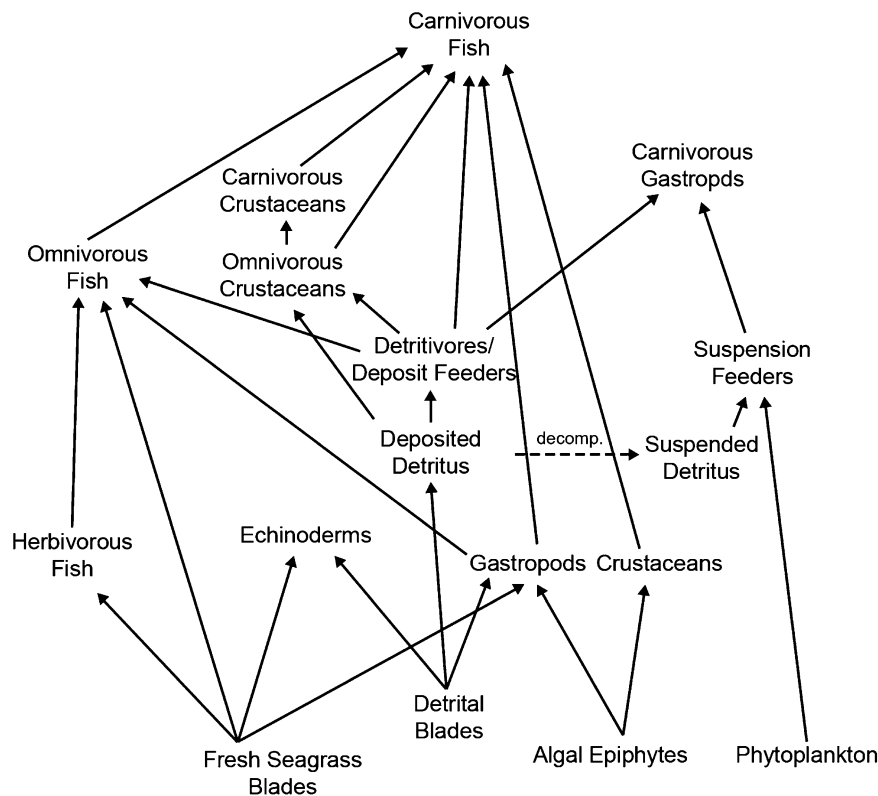 Carnivorous
Fish
Carnivorous
Gastropds
Carnivorous
Crustaceans
Omnivorous
Fish
Omnivorous
Crustaceans
Detritivores/
Deposit Feeders
Suspension
Feeders
Deposited
Detritus
decomp.
Suspended
Detritus
Herbivorous
Fish
Echinoderms
Gastropods
Crustaceans
Detrital
Blades
Fresh Seagrass
Blades
Algal Epiphytes
Phytoplankton